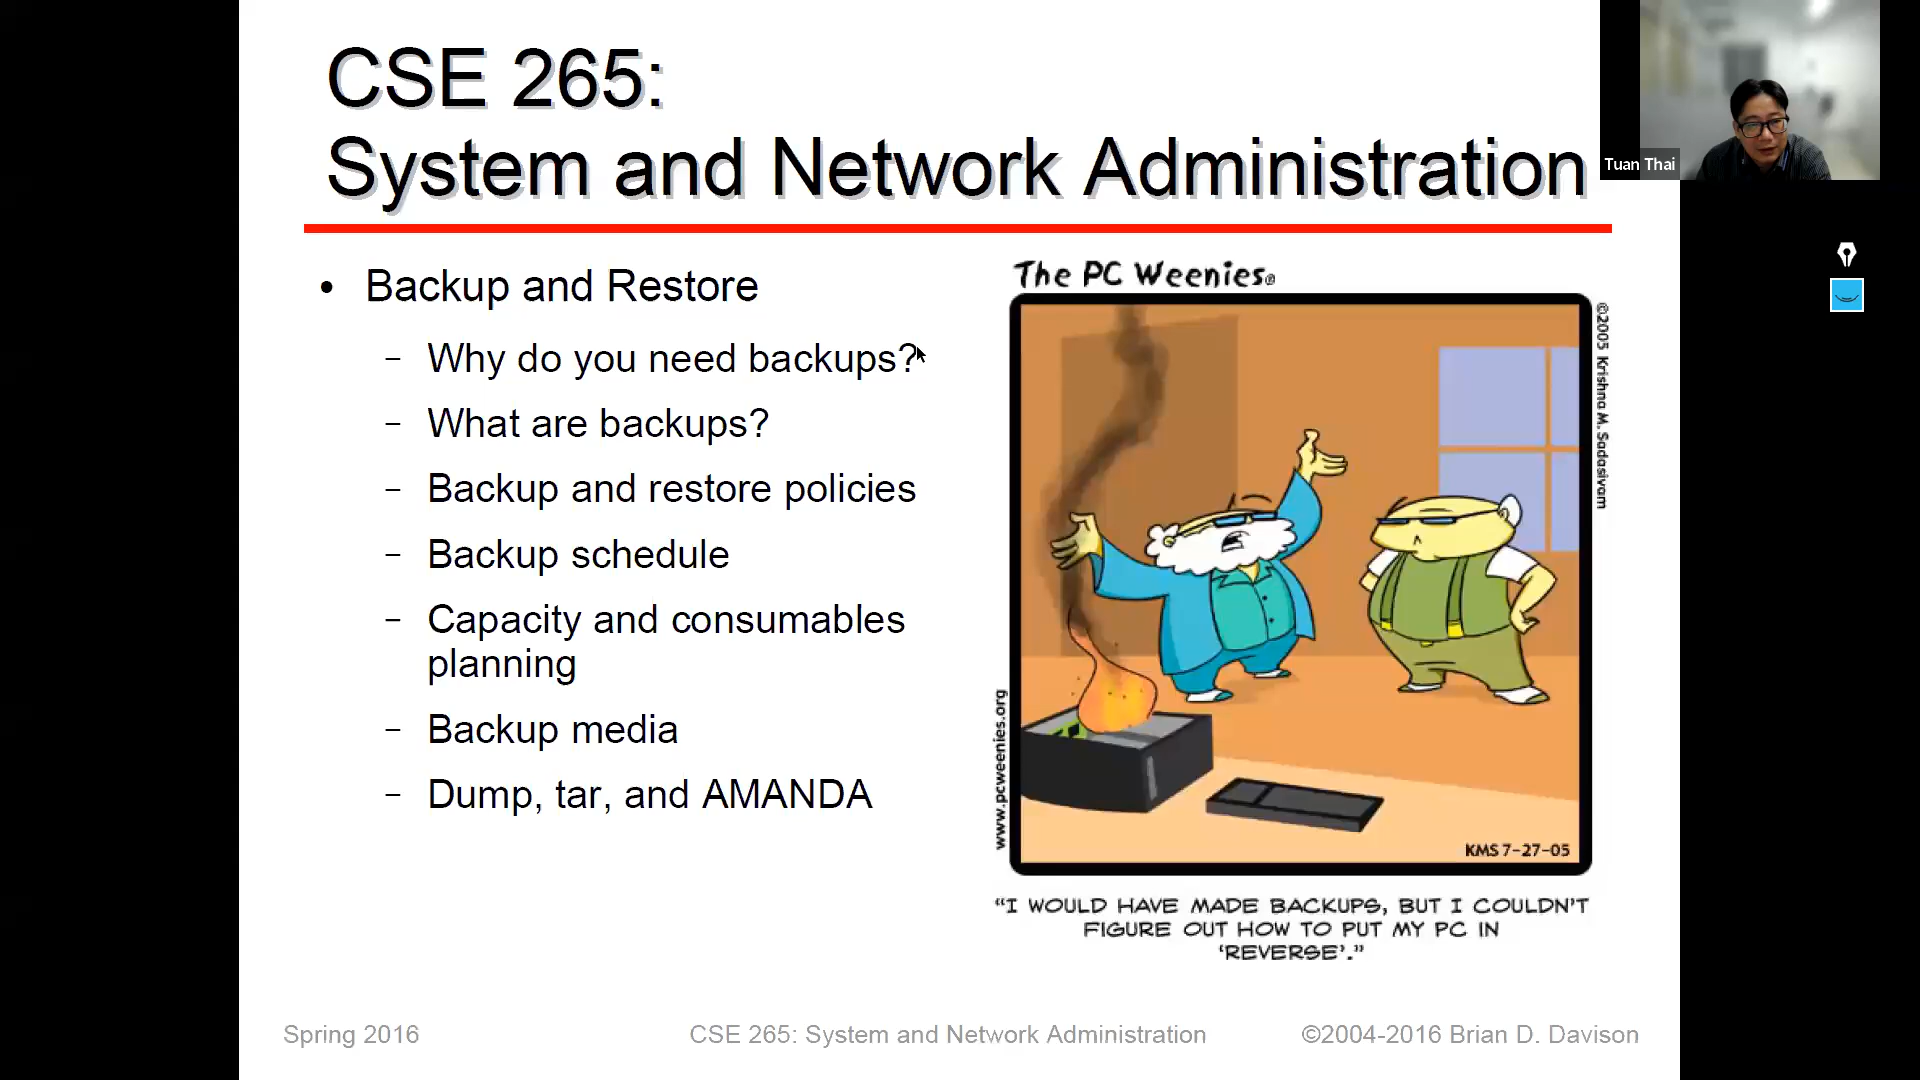 CSE 265:
System and Network Administration
Tuan Thai
• Backup and Restore
– Why do you need backups?
– What are backups?
– Backup and restore policies
– Backup schedule
– Capacity and consumables
planning
– Backup media
– Dump, tar, and AMANDA
The PC Weenies®
©2005 Krishna M. Sadasivam
www.pcweenies.org
KMS 7-27-05
“I WOULD HAVE MADE BACKUPS, BUT I COULDN’T
FIGURE OUT HOW TO PUT MY PC IN
‘REVERSE’.”
Spring 2016
CSE 265: System and Network Administration
©2004-2016 Brian D. Davison